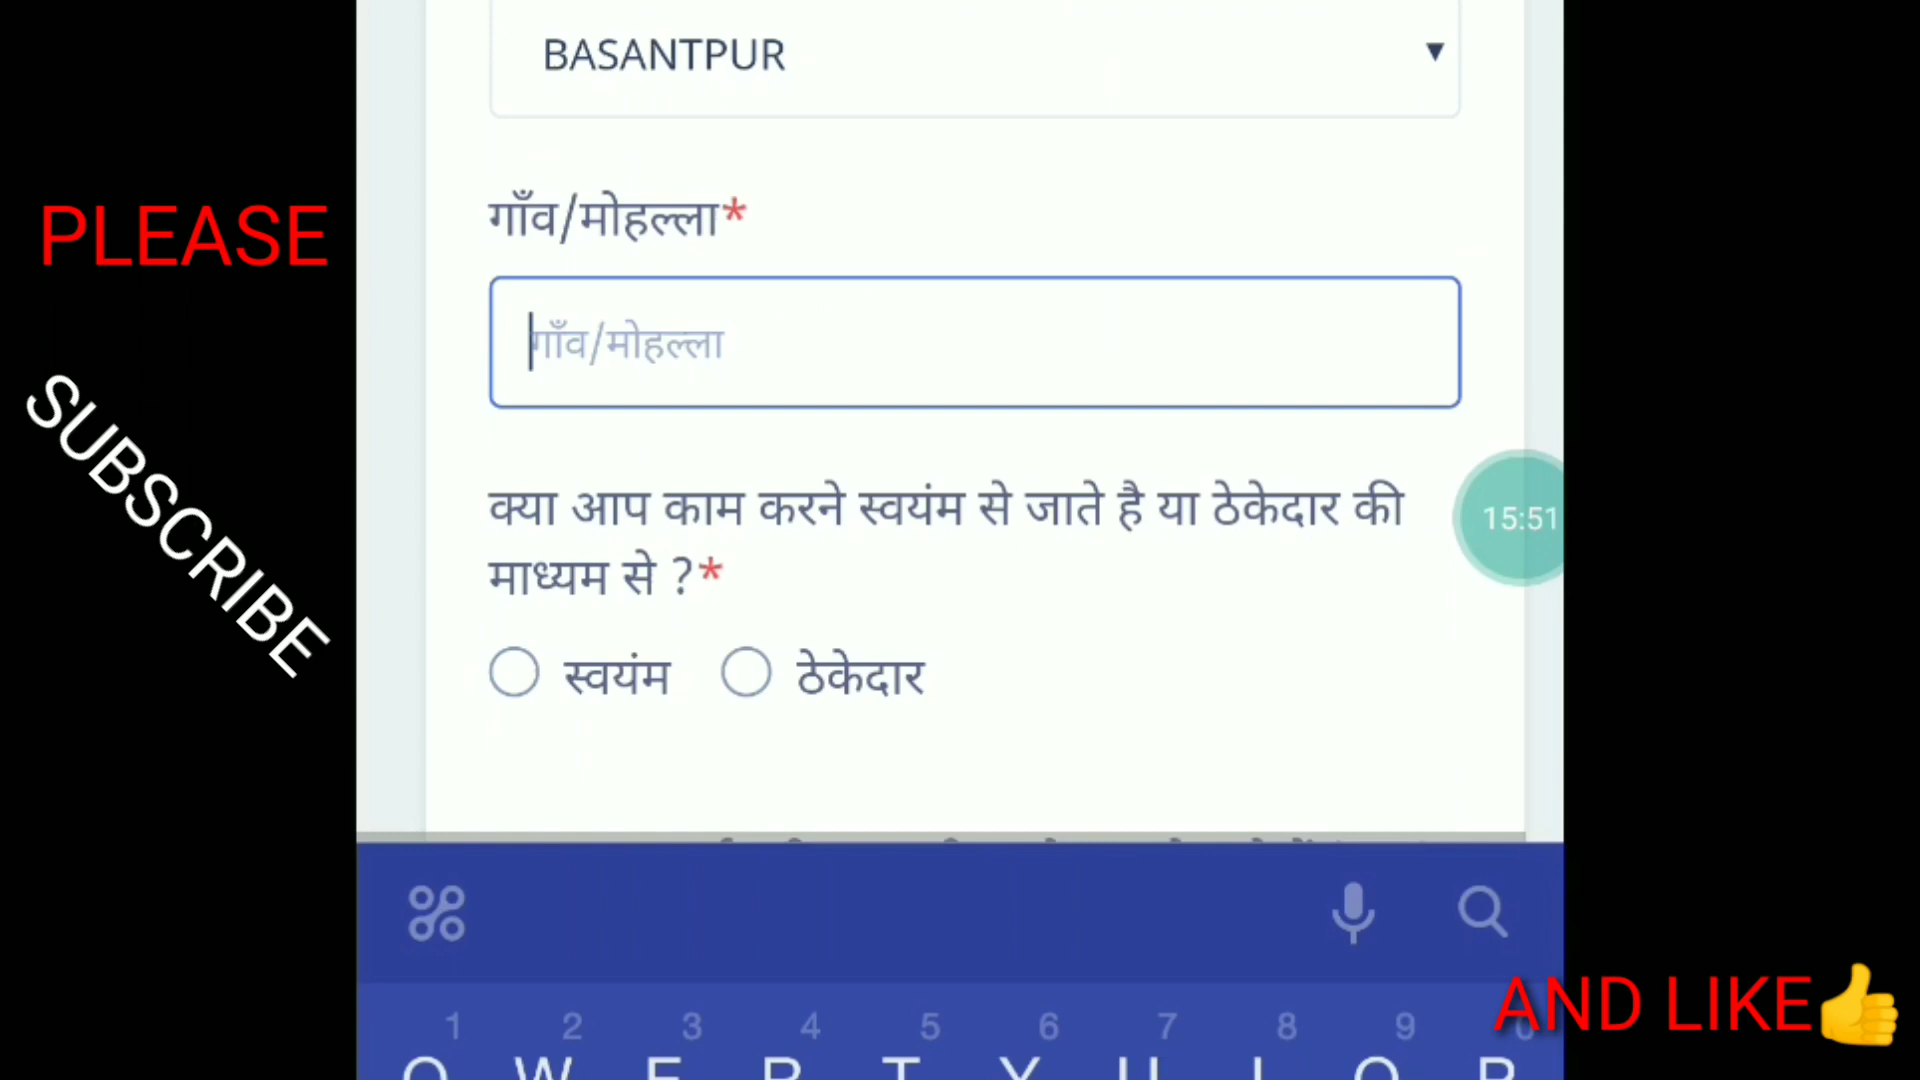 BASANTPUR
गाँव/मोहल्ला*
PLEASE
गाँव/मोहल्ला
SUBSCRIBE
क्या आप काम करने स्वयंम से जाते है या ठेकेदार की
माध्यम से ?*
15:51
स्वयंम ठेकेदार
AND LIKE👍
1 2 3 4 5 6 7 8 9 0
Q W E R T Y U I O P